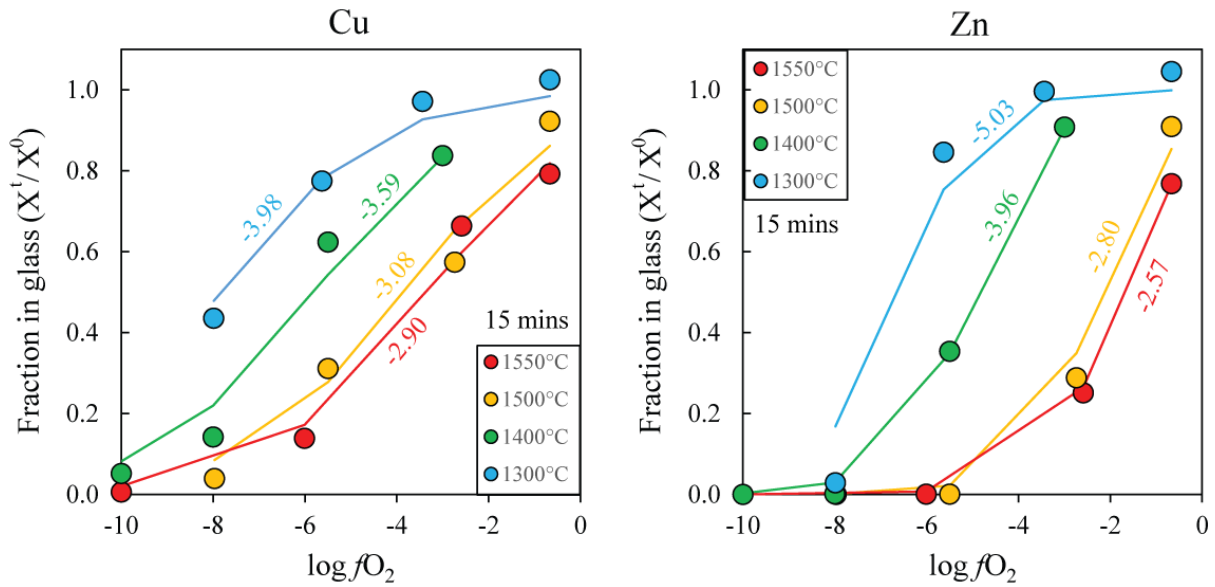 Cu
Fraction in glass (Xᵗ/ X⁰)
1.0
0.8
0.6
0.4
0.2
0.0
-10
-8
-6
-4
-2
0
log fO₂
-3.98
-3.59
-3.08
-2.90
15 mins
1550°C
1500°C
1400°C
1300°C
Zn
Fraction in glass (Xᵗ/ X⁰)
1.0
0.8
0.6
0.4
0.2
0.0
-10
-8
-6
-4
-2
0
log fO₂
1550°C
1500°C
1400°C
1300°C
15 mins
-5.03
-3.96
-2.80
-2.57